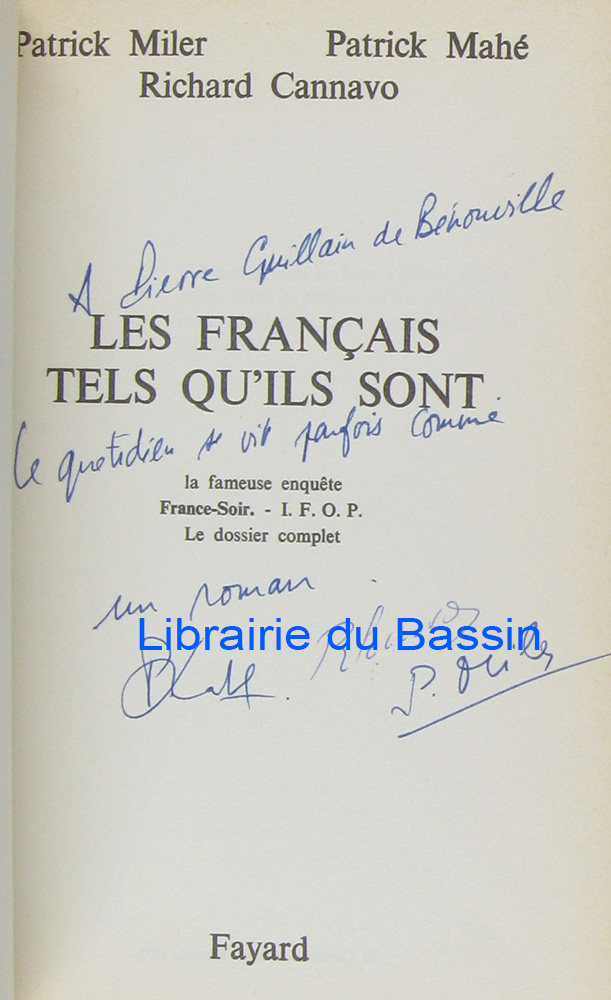 Patrick Miler Patrick Mahé
Richard Cannavo
A Pierre Guillain de Bénouville
LES FRANÇAIS
TELS QU'ILS SONT
Le quotidien se vit parfois comme
la fameuse enquête
France-Soir. - I. F. O. P.
Le dossier complet
un roman.
Librairie du Bassin
P. Miler
Fayard